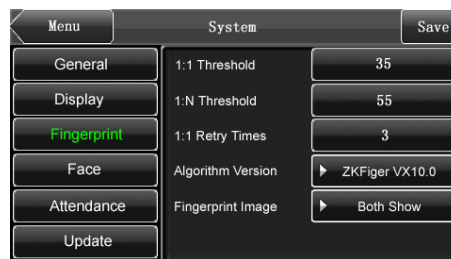 Menu System Save
General
Display
Fingerprint
Face
Attendance
Update
1:1 Threshold 35
1:N Threshold 55
1:1 Retry Times 3
Algorithm Version ZKFiger VX10.0
Fingerprint Image Both Show